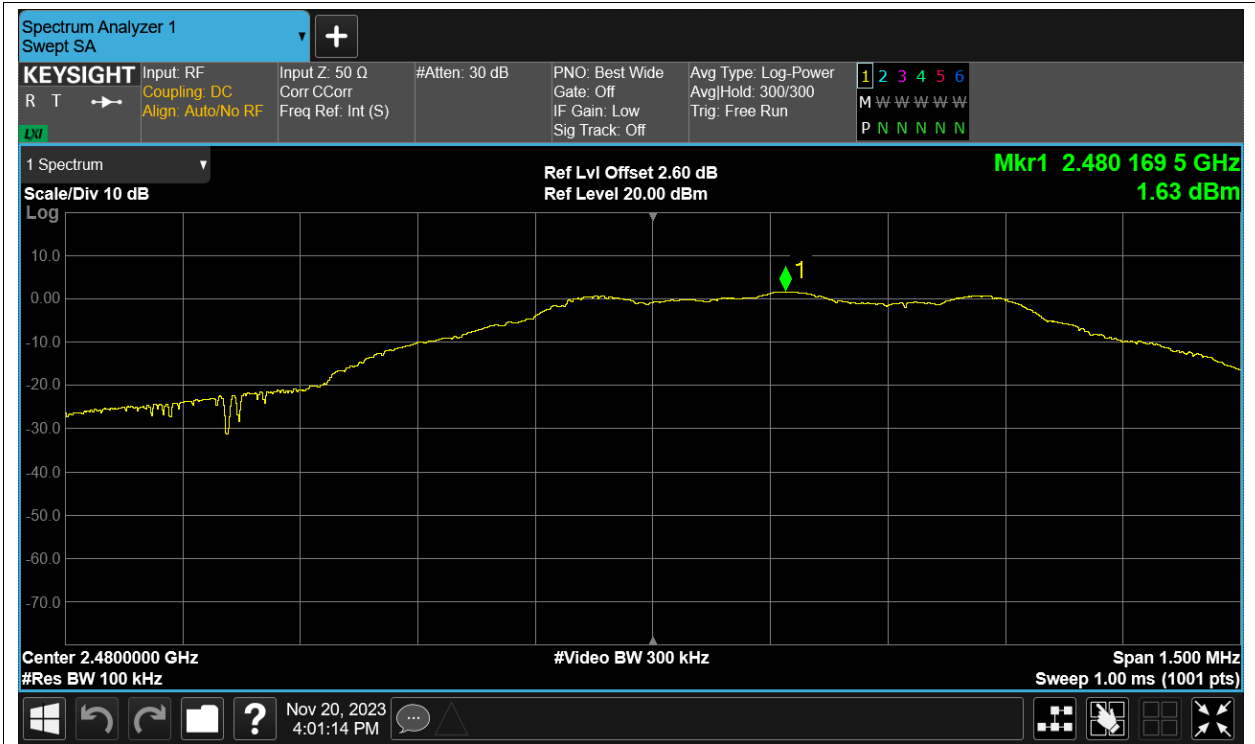 Spectrum Analyzer 1
Swept SA
KEYSIGHT
R T
LXI
Input: RF
Coupling: DC
Align: Auto/No RF
Input Z: 50 Ω
Corr CCorr
Freq Ref: Int (S)
#Atten: 30 dB
PNO: Best Wide
Gate: Off
IF Gain: Low
Sig Track: Off
Avg Type: Log-Power
Avg|Hold: 300/300
Trig: Free Run
1 2 3 4 5 6
M W W W W W
P N N N N N
1 Spectrum
Scale/Div 10 dB
Log
Ref Lvl Offset 2.60 dB
Ref Level 20.00 dBm
Mkr1 2.480 169 5 GHz
1.63 dBm
10.0
0.00
-10.0
-20.0
-30.0
-40.0
-50.0
-60.0
-70.0
1
Center 2.4800000 GHz
#Res BW 100 kHz
#Video BW 300 kHz
Span 1.500 MHz
Sweep 1.00 ms (1001 pts)
?
Nov 20, 2023
4:01:14 PM